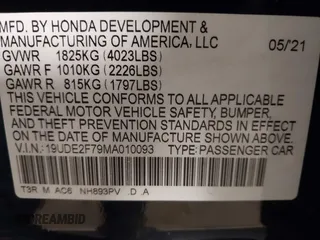 MFD. BY HONDA DEVELOPMENT &
MANUFACTURING OF AMERICA, LLC
GVWR 1825KG (4023LBS) 05/21
GAWR F 1010KG (2226LBS)
GAWR R 815KG (1797LBS)
THIS VEHICLE CONFORMS TO ALL APPLICABLE
FEDERAL MOTOR VEHICLE SAFETY, BUMPER,
AND THEFT PREVENTION STANDARDS IN EFFECT
ON THE DATE OF MANUFACTURE SHOWN ABOVE.
V.I.N.: 19UDE2F79MA010093 TYPE: PASSENGER CAR
T3R M AC6 NH893PV .D .A
DREAMBID